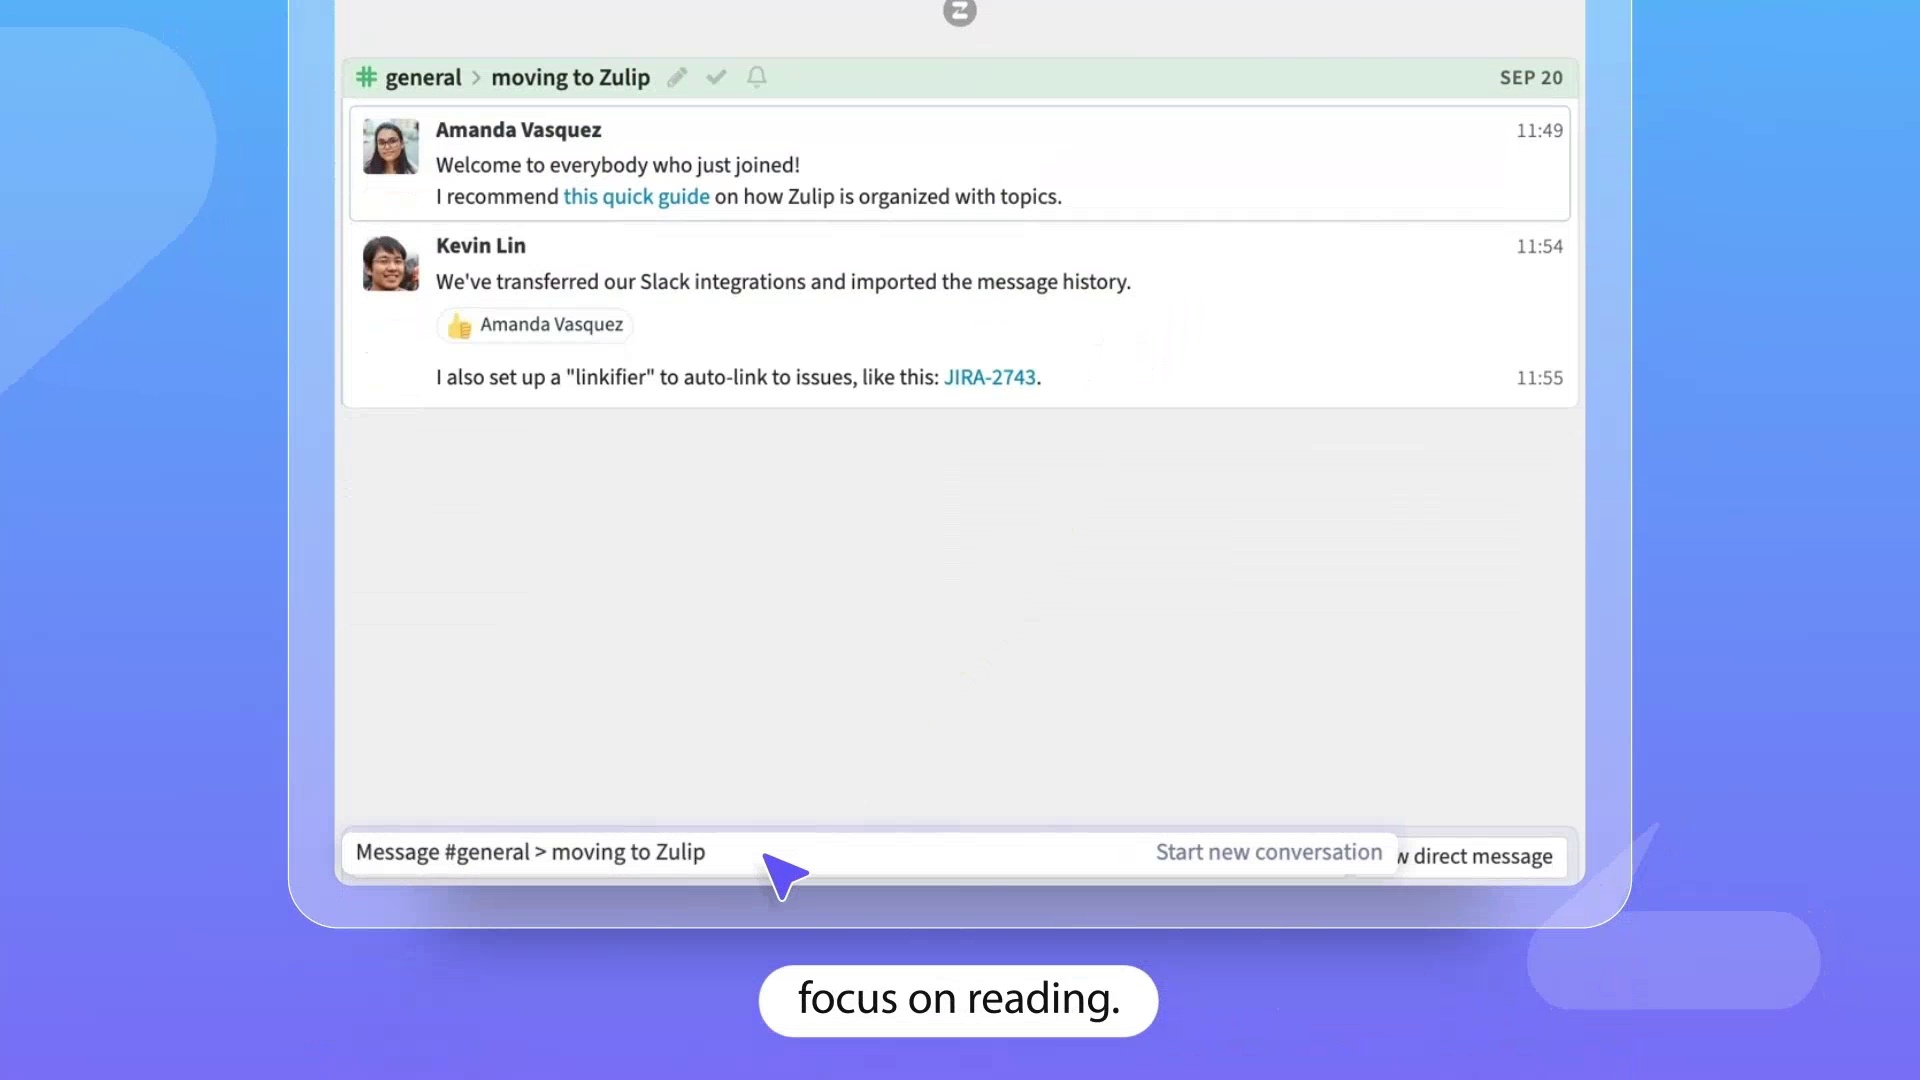 # general > moving to Zulip SEP 20
Amanda Vasquez 11:49
Welcome to everybody who just joined!
I recommend this quick guide on how Zulip is organized with topics.
Kevin Lin 11:54
We've transferred our Slack integrations and imported the message history.
Amanda Vasquez
I also set up a "linkifier" to auto-link to issues, like this: JIRA-2743. 11:55
Message #general > moving to Zulip Start new conversation direct message
focus on reading.